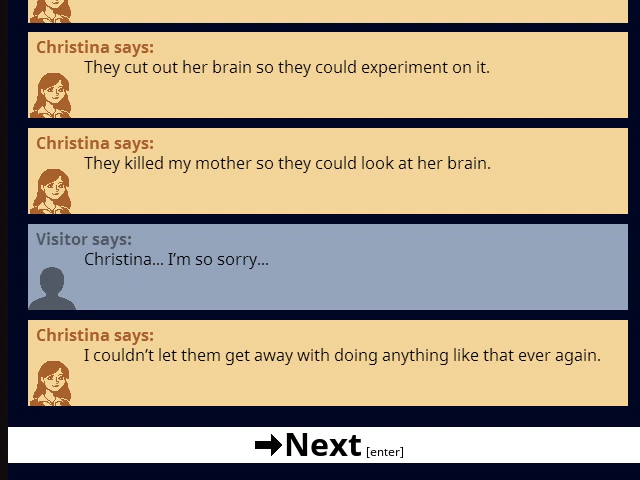 Christina says:
They cut out her brain so they could experiment on it.
Christina says:
They killed my mother so they could look at her brain.
Visitor says:
Christina... I’m so sorry...
Christina says:
I couldn’t let them get away with doing anything like that ever again.
➡Next [enter]